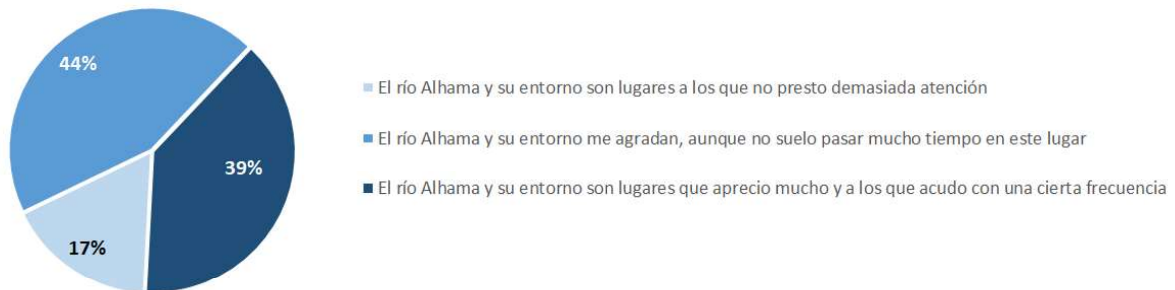 44%
39%
17%
El río Alhama y su entorno son lugares a los que no presto demasiada atención
El río Alhama y su entorno me agradan, aunque no suelo pasar mucho tiempo en este lugar
El río Alhama y su entorno son lugares que aprecio mucho y a los que acudo con una cierta frecuencia